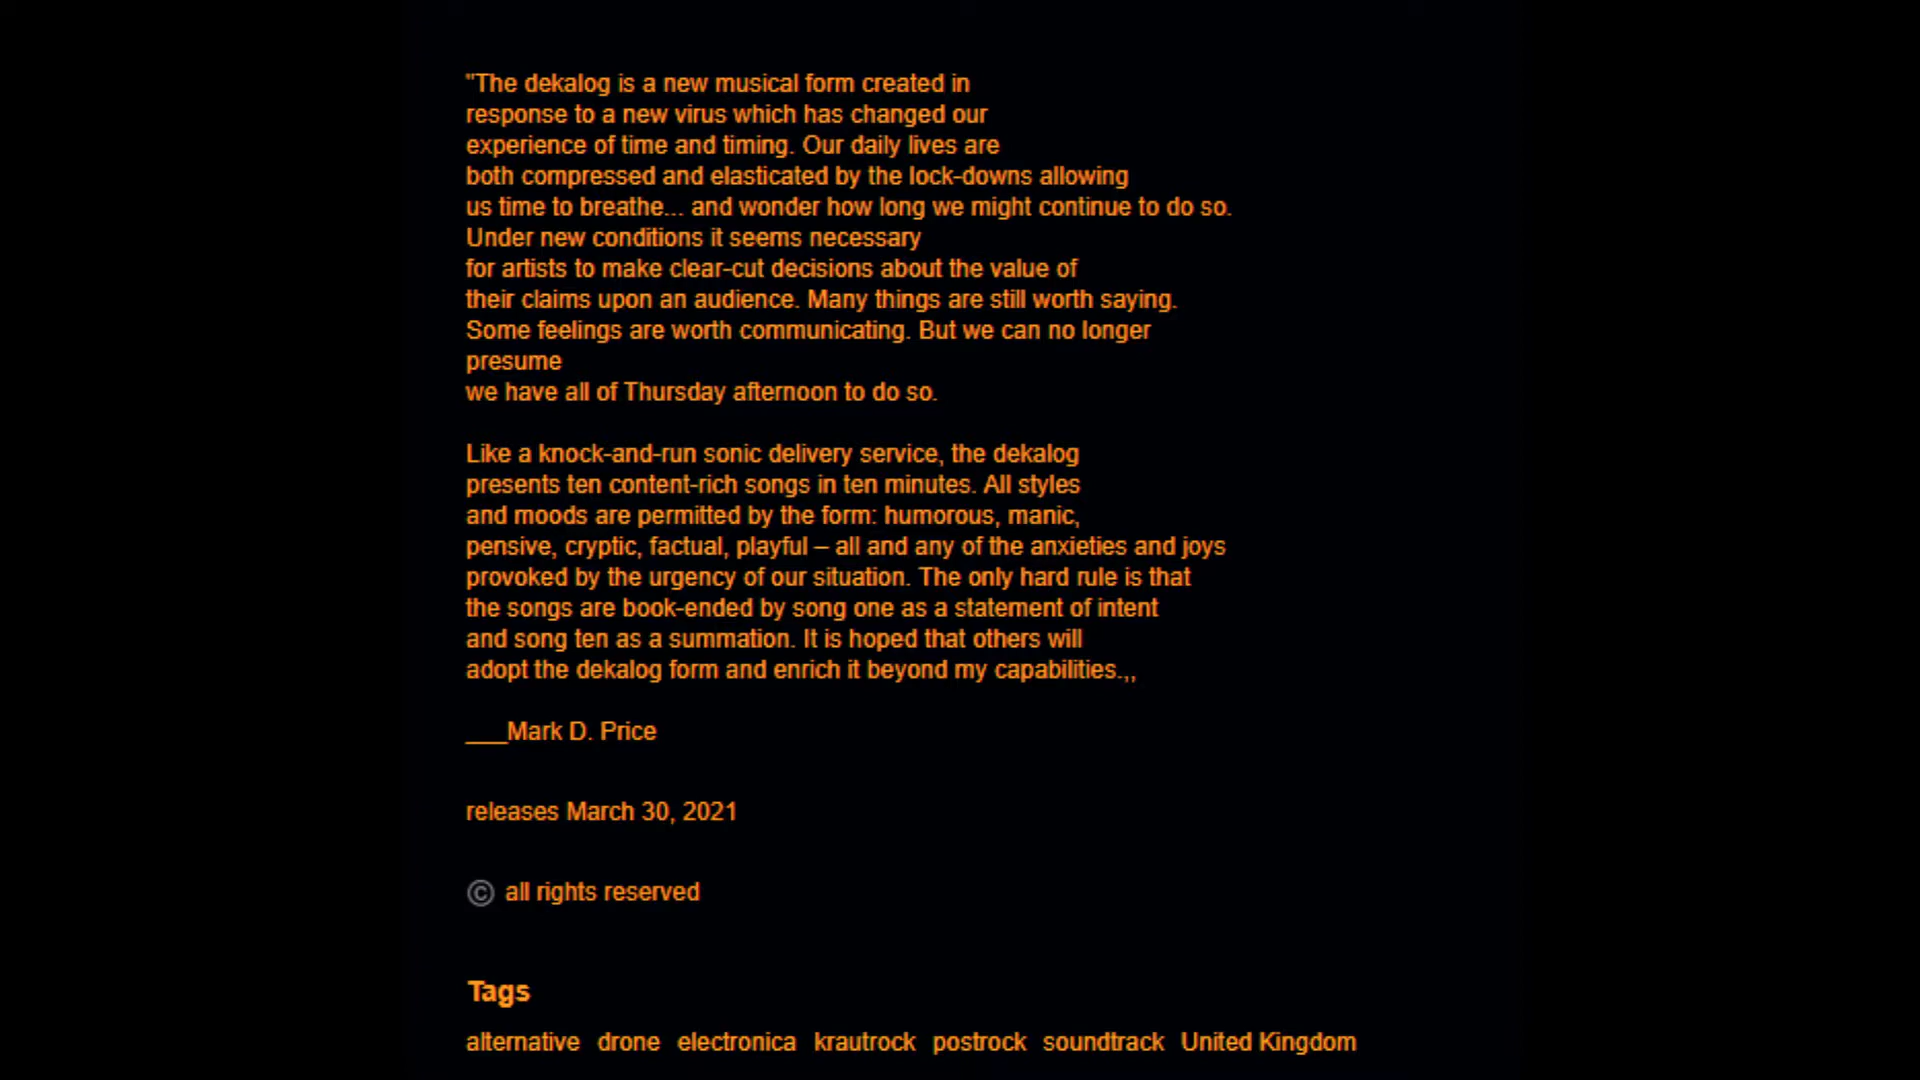 "The dekalog is a new musical form created in
response to a new virus which has changed our
experience of time and timing. Our daily lives are
both compressed and elasticated by the lock-downs allowing
us time to breathe... and wonder how long we might continue to do so.
Under new conditions it seems necessary
for artists to make clear-cut decisions about the value of
their claims upon an audience. Many things are still worth saying.
Some feelings are worth communicating. But we can no longer
presume
we have all of Thursday afternoon to do so.
Like a knock-and-run sonic delivery service, the dekalog
presents ten content-rich songs in ten minutes. All styles
and moods are permitted by the form: humorous, manic,
pensive, cryptic, factual, playful – all and any of the anxieties and joys
provoked by the urgency of our situation. The only hard rule is that
the songs are book-ended by song one as a statement of intent
and song ten as a summation. It is hoped that others will
adopt the dekalog form and enrich it beyond my capabilities.,,
___Mark D. Price
releases March 30, 2021
© all rights reserved
Tags
alternative drone electronica krautrock postrock soundtrack United Kingdom